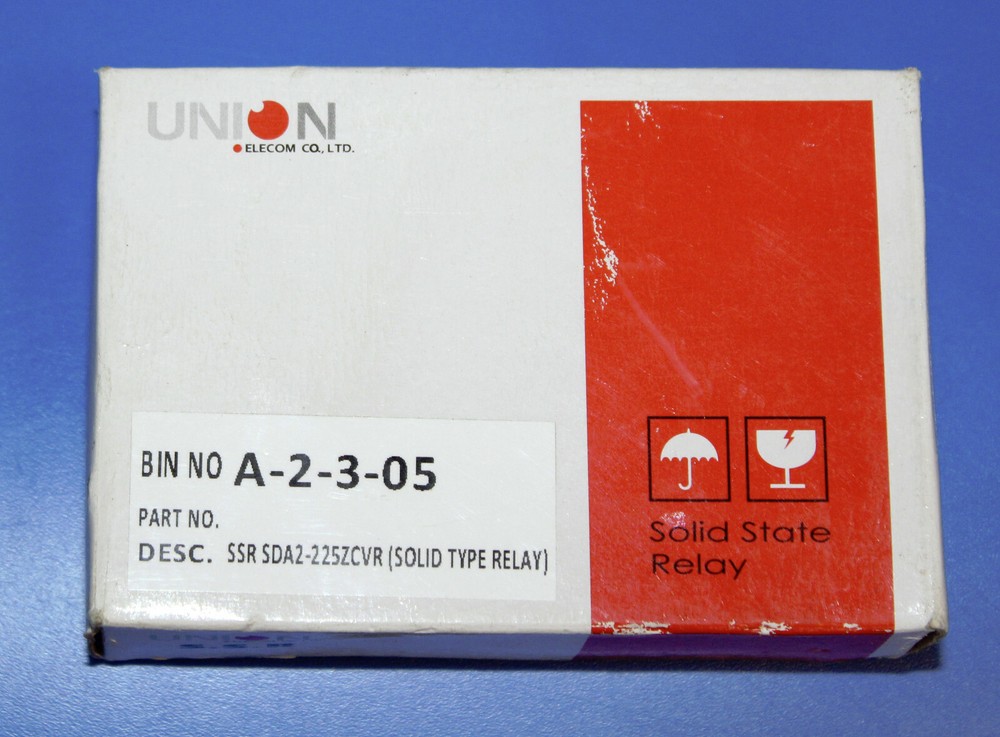 UNION
ELECOM CO., LTD.
BIN NO A-2-3-05
PART NO.
DESC. SSR SDA2-225ZCVR (SOLID TYPE RELAY)
Solid State
Relay
UNION